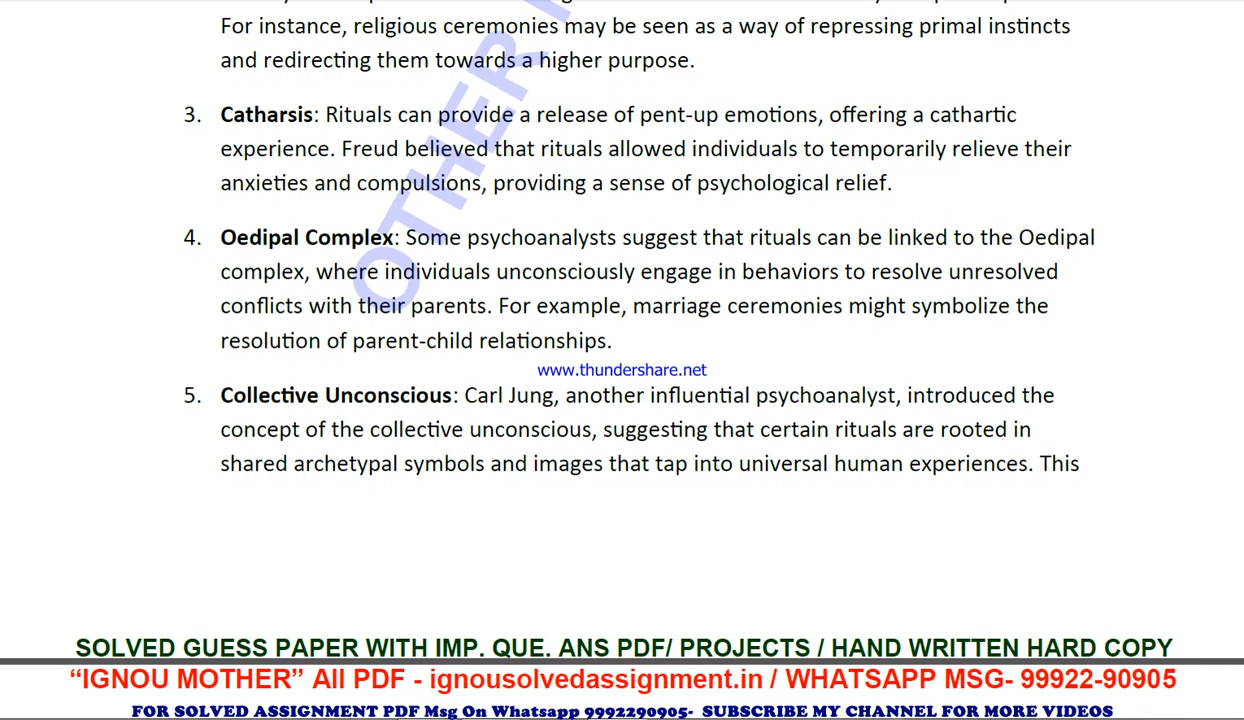 For instance, religious ceremonies may be seen as a way of repressing primal instincts
and redirecting them towards a higher purpose.
3. Catharsis: Rituals can provide a release of pent-up emotions, offering a cathartic
experience. Freud believed that rituals allowed individuals to temporarily relieve their
anxieties and compulsions, providing a sense of psychological relief.
4. Oedipal Complex: Some psychoanalysts suggest that rituals can be linked to the Oedipal
complex, where individuals unconsciously engage in behaviors to resolve unresolved
conflicts with their parents. For example, marriage ceremonies might symbolize the
resolution of parent-child relationships.
www.thundershare.net
5. Collective Unconscious: Carl Jung, another influential psychoanalyst, introduced the
concept of the collective unconscious, suggesting that certain rituals are rooted in
shared archetypal symbols and images that tap into universal human experiences. This
OTHER
SOLVED GUESS PAPER WITH IMP. QUE. ANS PDF/ PROJECTS / HAND WRITTEN HARD COPY
“IGNOU MOTHER” All PDF - ignousolvedassignment.in / WHATSAPP MSG- 99922-90905
FOR SOLVED ASSIGNMENT PDF Msg On Whatsapp 9992290905- SUBSCRIBE MY CHANNEL FOR MORE VIDEOS